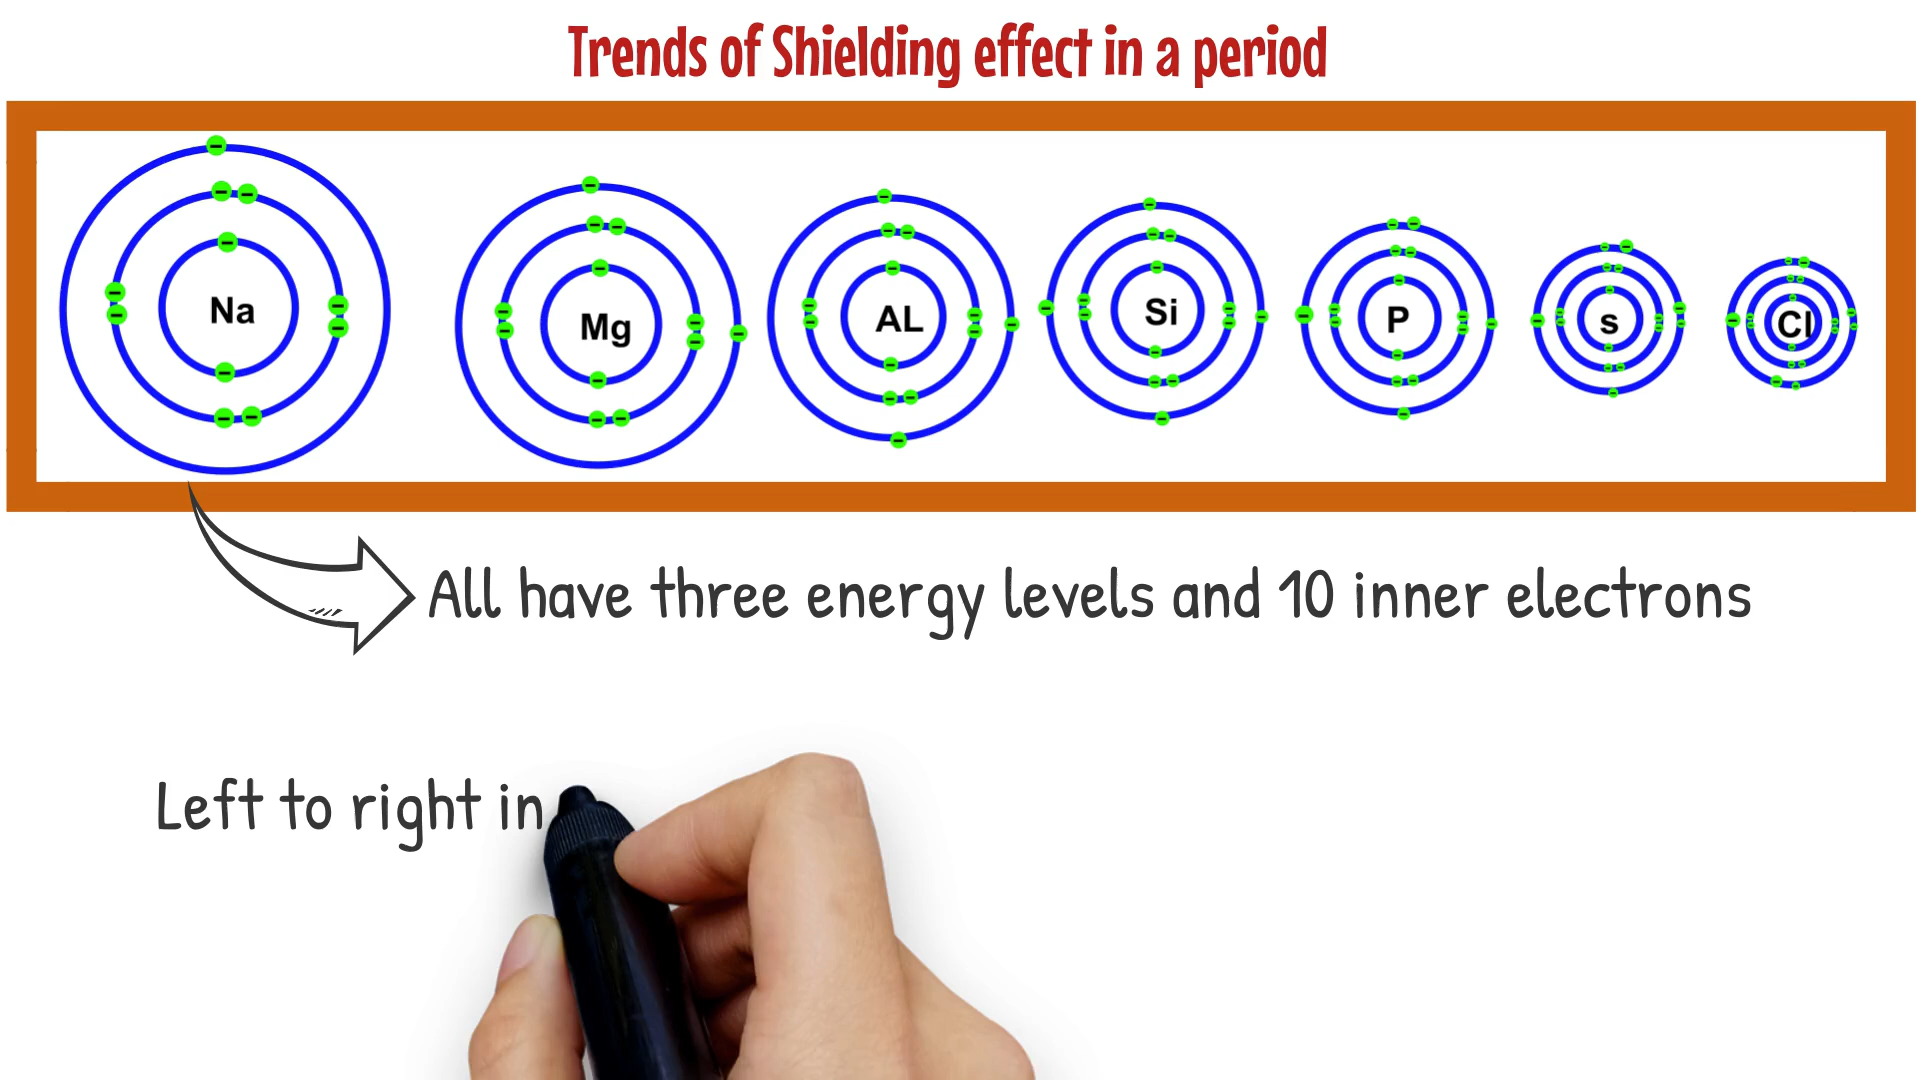 Trends of Shielding effect in a period
Na Mg AL Si P s Cl
All have three energy levels and 10 inner electrons
Left to right in